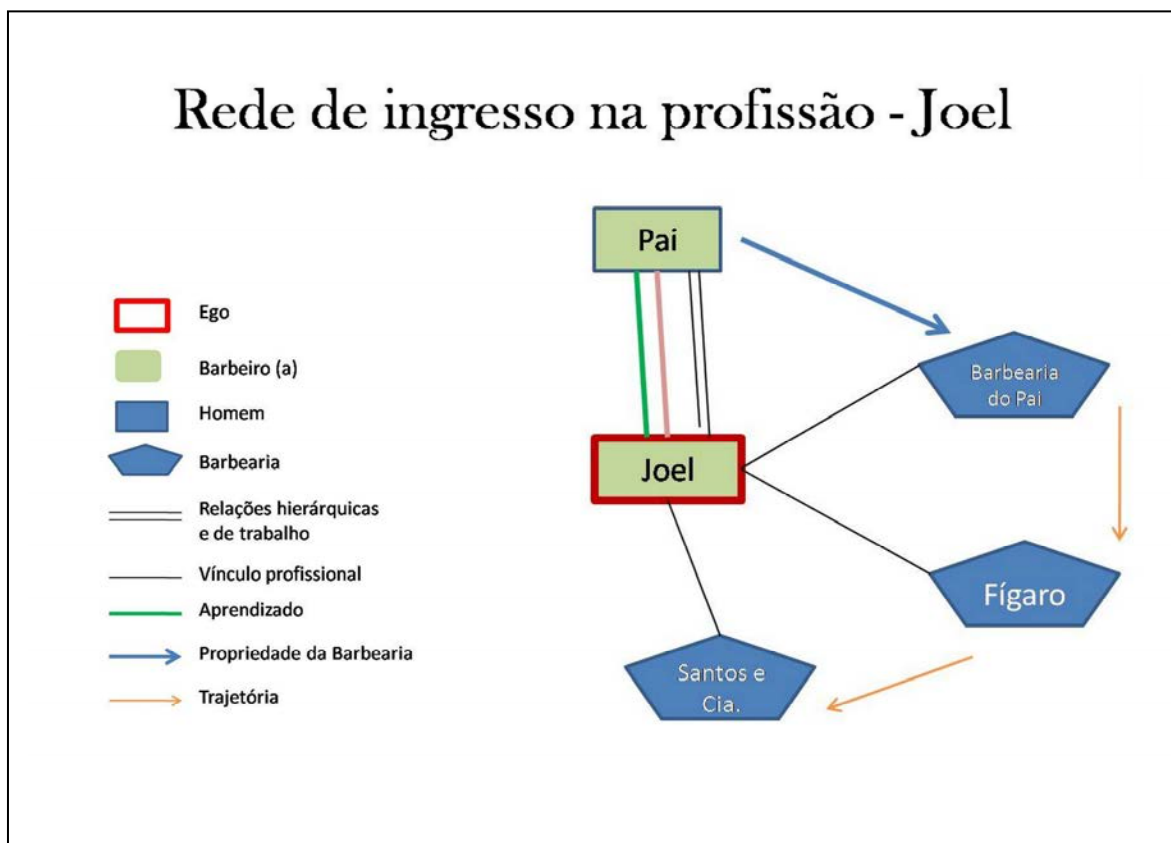 Rede de ingresso na profissão - Joel
Ego
Barbeiro (a)
Homem
Barbearia
Relações hierárquicas
e de trabalho
Vínculo profissional
Aprendizado
Propriedade da Barbearia
Trajetória
Pai
Joel
Barbearia
do Pai
Fígaro
Santos e
Cia.